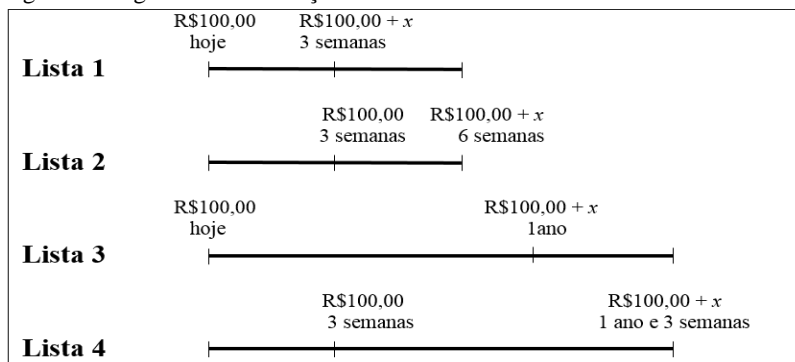 R$100,00 R$100,00 + x
hoje 3 semanas
Lista 1
R$100,00 R$100,00 + x
3 semanas 6 semanas
Lista 2
R$100,00 R$100,00 + x
hoje 1ano
Lista 3
R$100,00 R$100,00 + x
3 semanas 1 ano e 3 semanas
Lista 4